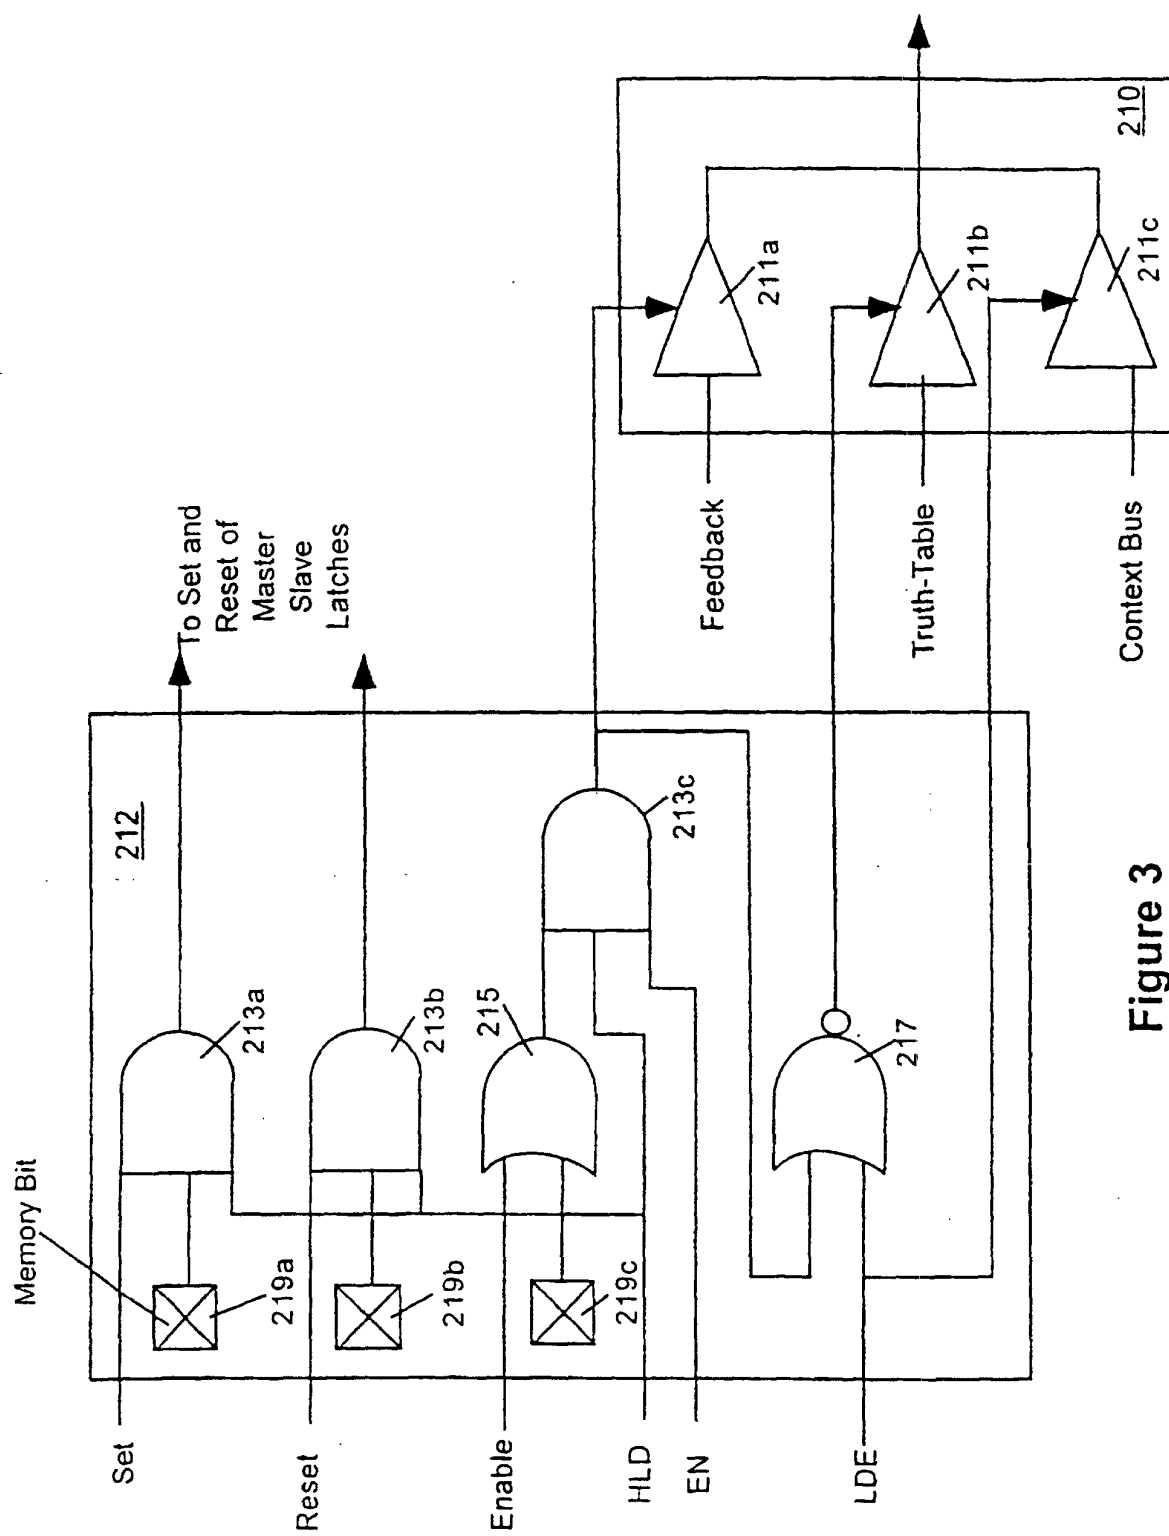 Memory Bit
Set
219a
213a
212
To Set and
Reset of
Master
Slave
Latches
Reset
219b
213b
Enable
219c
215
213c
HLD
EN
LDE
217
Feedback
211a
Truth-Table
211b
Context Bus
211c
210
Figure 3